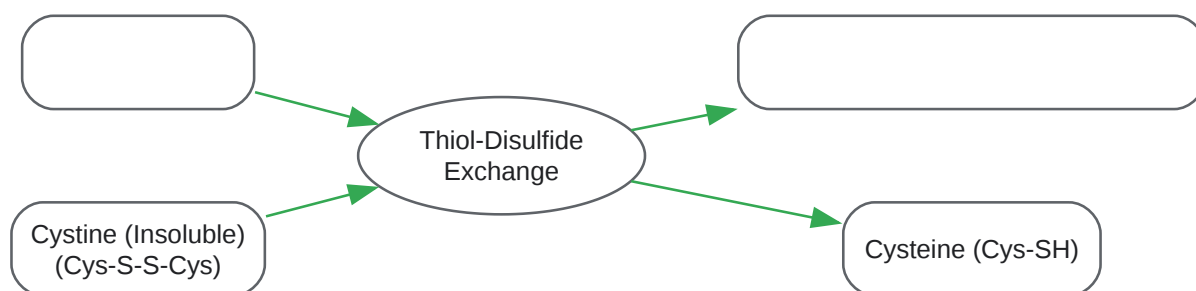 Thiol-Disulfide
Exchange
Cystine (Insoluble)
(Cys-S-S-Cys)
Cysteine (Cys-SH)